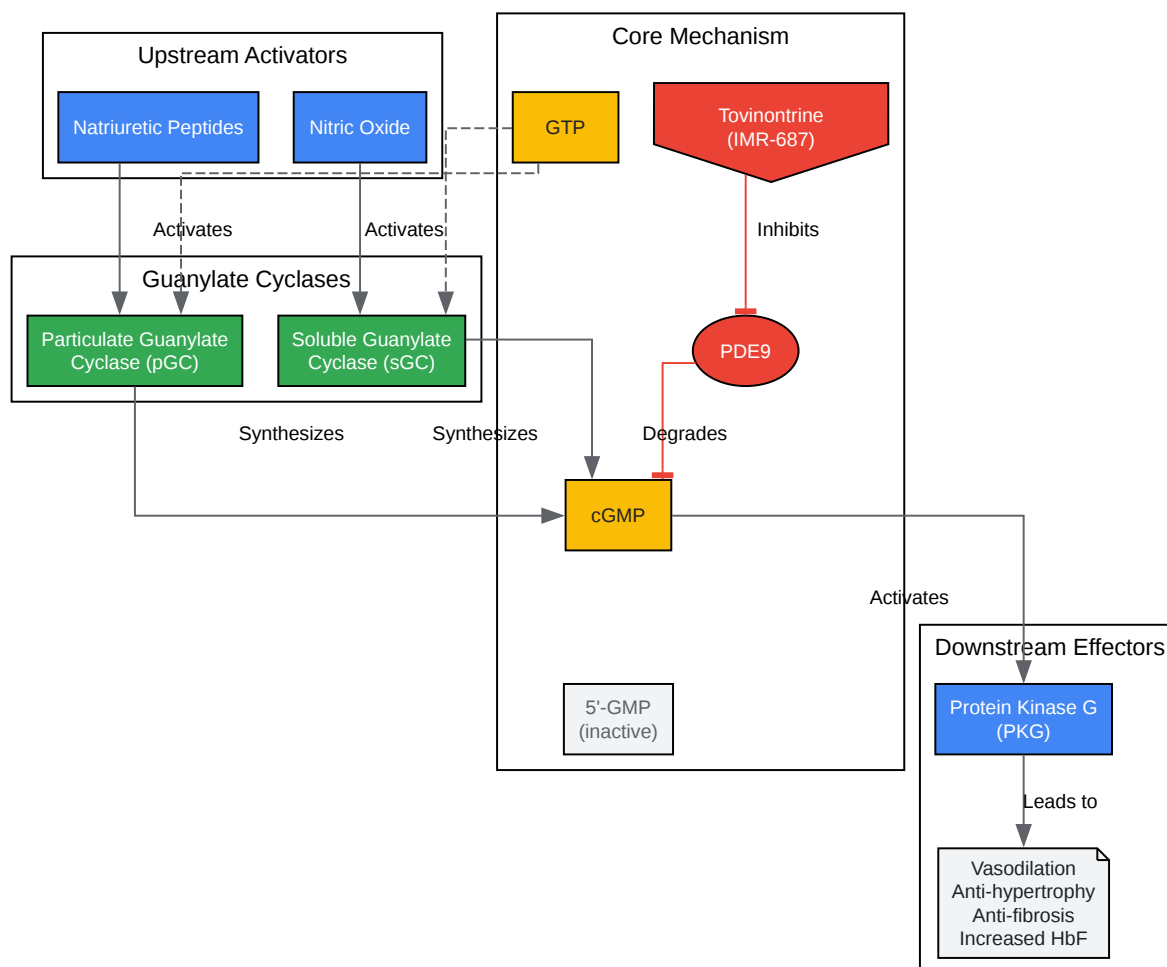 Core Mechanism
Upstream Activators
Natriuretic Peptides
Nitric Oxide
GTP
Tovinontrine
(IMR-687)
Activates
Activates
Inhibits
Guanylate Cyclases
Particulate Guanylate
Cyclase (pGC)
Soluble Guanylate
Cyclase (sGC)
PDE9
Synthesizes
Synthesizes
Degrades
cGMP
Activates
Downstream Effectors
5'-GMP
(inactive)
Protein Kinase G
(PKG)
Leads to
Vasodilation
Anti-hypertrophy
Anti-fibrosis
Increased HbF